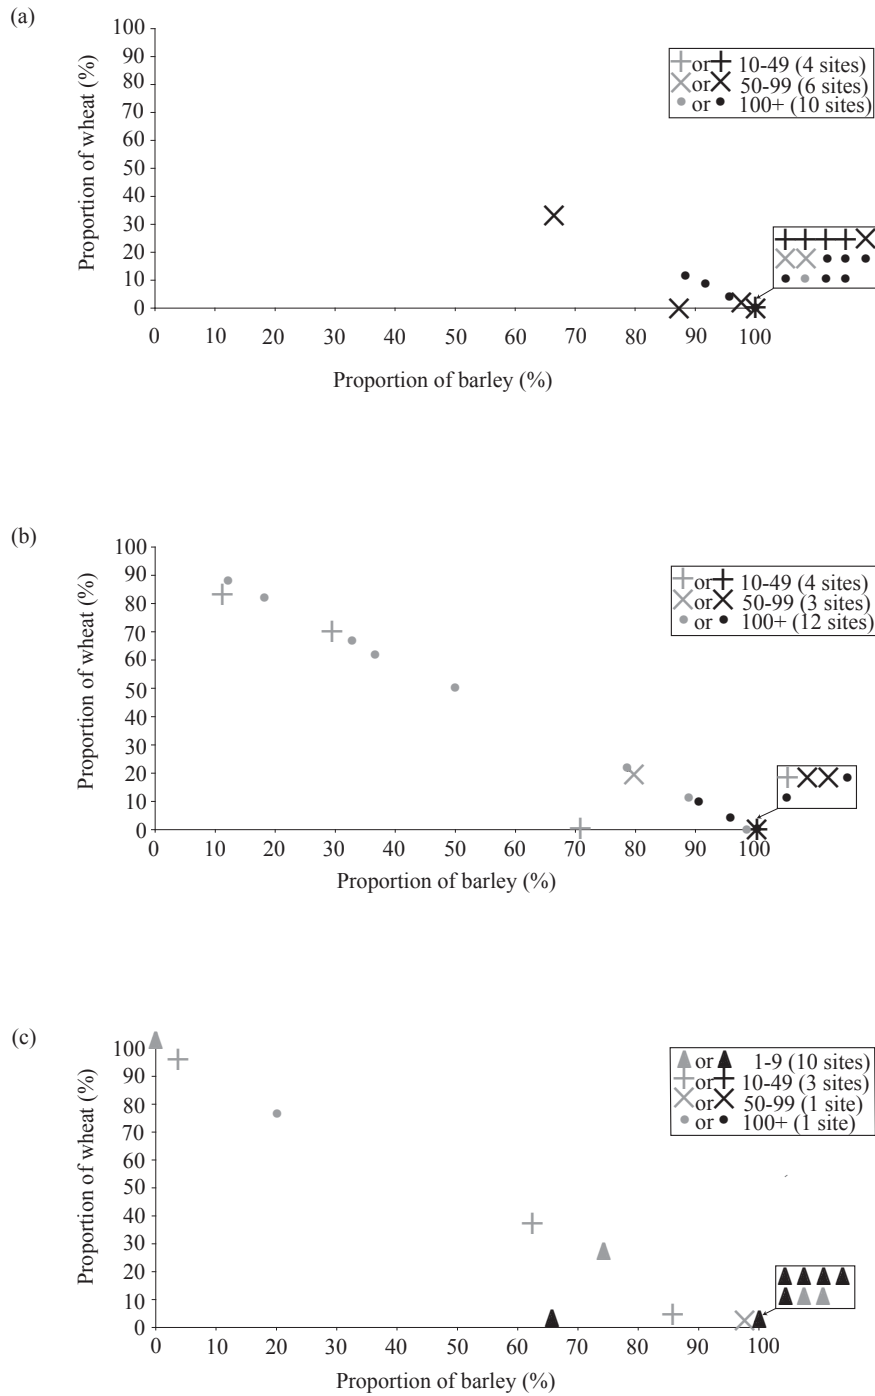 (a)
Proportion of wheat (%)
100
90
80
70
60
50
40
30
20
10
0
0 10 20 30 40 50 60 70 80 90 100
Proportion of barley (%)
or 10-49 (4 sites)
or 50-99 (6 sites)
or 100+ (10 sites)
(b)
Proportion of wheat (%)
100
90
80
70
60
50
40
30
20
10
0
0 10 20 30 40 50 60 70 80 90 100
Proportion of barley (%)
or 10-49 (4 sites)
or 50-99 (3 sites)
or 100+ (12 sites)
(c)
Proportion of wheat (%)
100
90
80
70
60
50
40
30
20
10
0
0 10 20 30 40 50 60 70 80 90 100
Proportion of barley (%)
or 1-9 (10 sites)
or 10-49 (3 sites)
or 50-99 (1 site)
or 100+ (1 site)